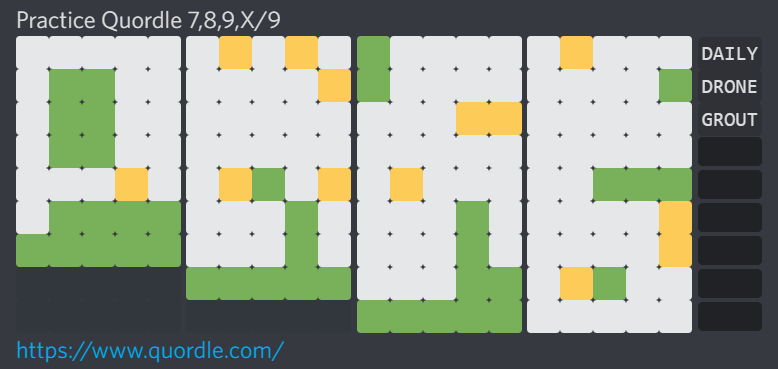 Practice Quordle 7,8,9,X/9
DAILY
DRONE
GROUT
https://www.quordle.com/